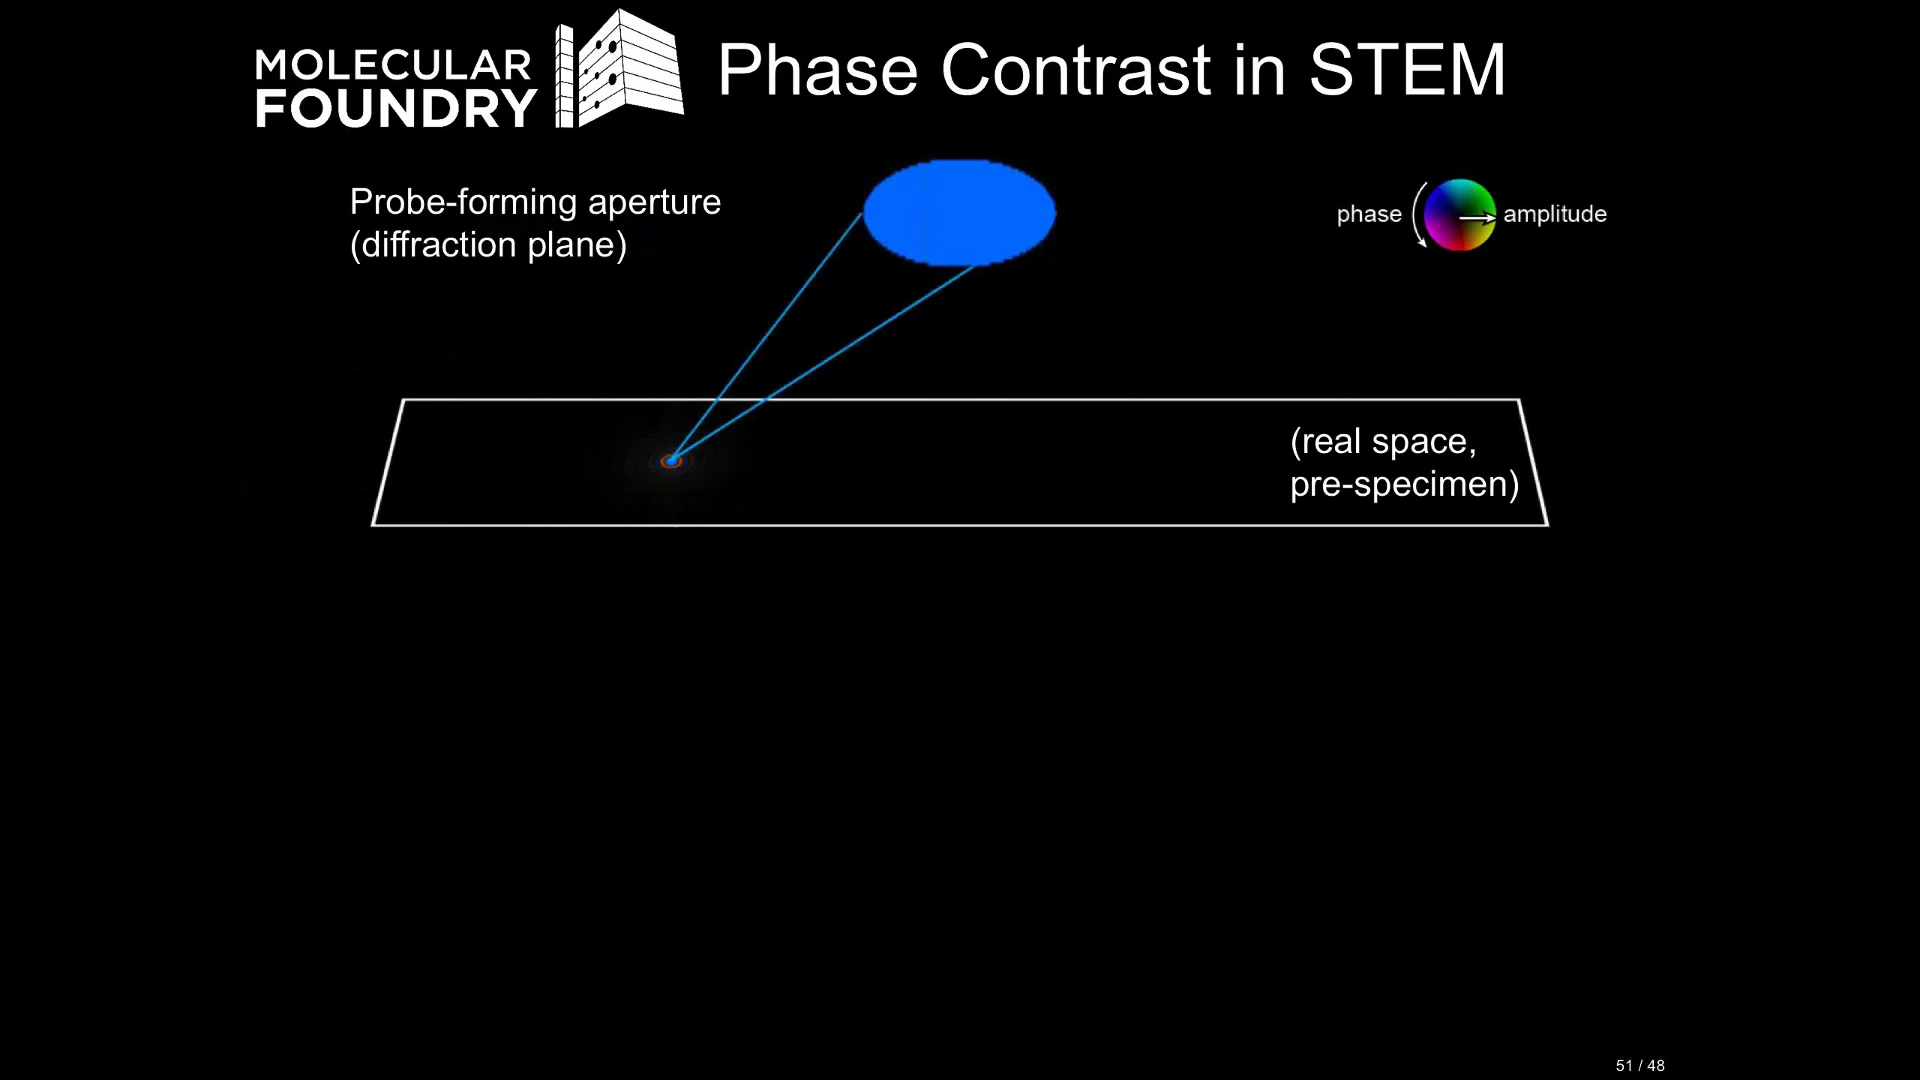 MOLECULAR
FOUNDRY
Phase Contrast in STEM
Probe-forming aperture
(diffraction plane)
phase
amplitude
(real space,
pre-specimen)
51 / 48